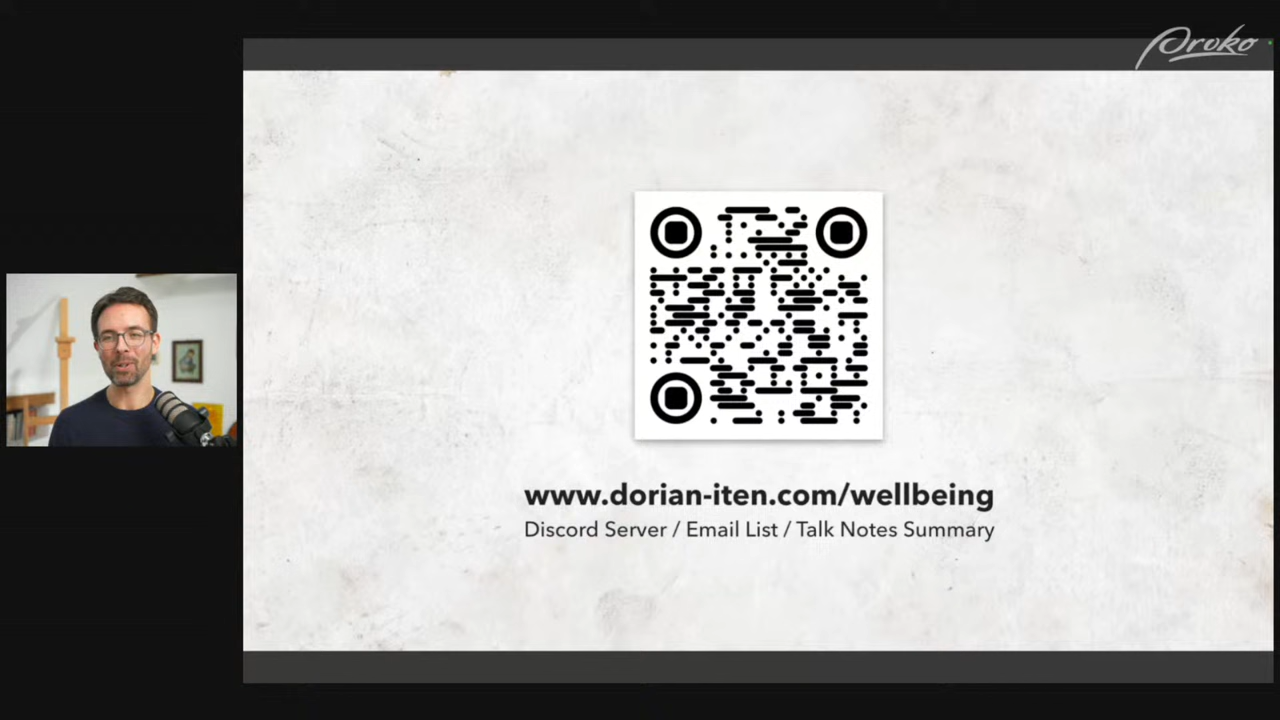 Proko
www.dorian-iten.com/wellbeing
Discord Server / Email List / Talk Notes Summary